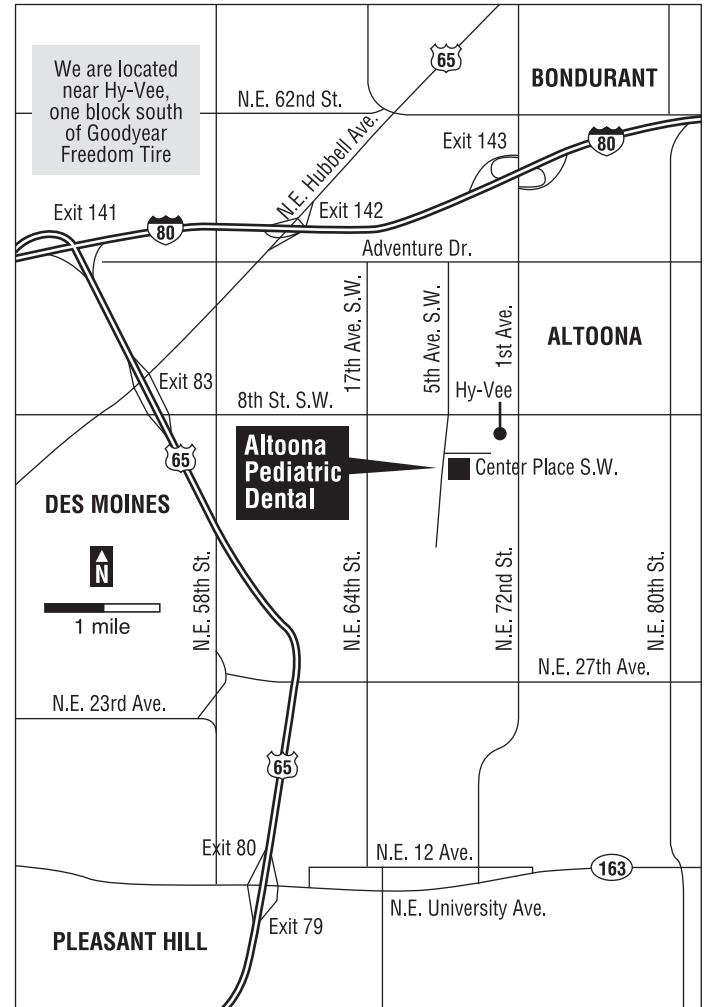 We are located
near Hy-Vee,
one block south
of Goodyear
Freedom Tire
65
BONDURANT
N.E. 62nd St.
N.E. Hubbell Ave.
Exit 143
80
Exit 141
Exit 142
80
Adventure Dr.
17th Ave. S.W.
5th Ave. S.W.
1st Ave.
ALTOONA
Exit 83
Hy-Vee
8th St. S.W.
65
Altoona
Pediatric
Dental
Center Place S.W.
DES MOINES
N
1 mile
N.E. 58th St.
N.E. 64th St.
N.E. 72nd St.
N.E. 80th St.
N.E. 27th Ave.
N.E. 23rd Ave.
65
Exit 80
N.E. 12 Ave.
163
N.E. University Ave.
Exit 79
PLEASANT HILL